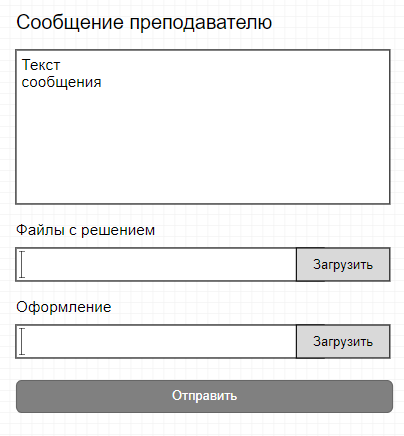 Сообщение преподавателю
Текст
сообщения
Файлы с решением
Загрузить
Оформление
Загрузить
Отправить